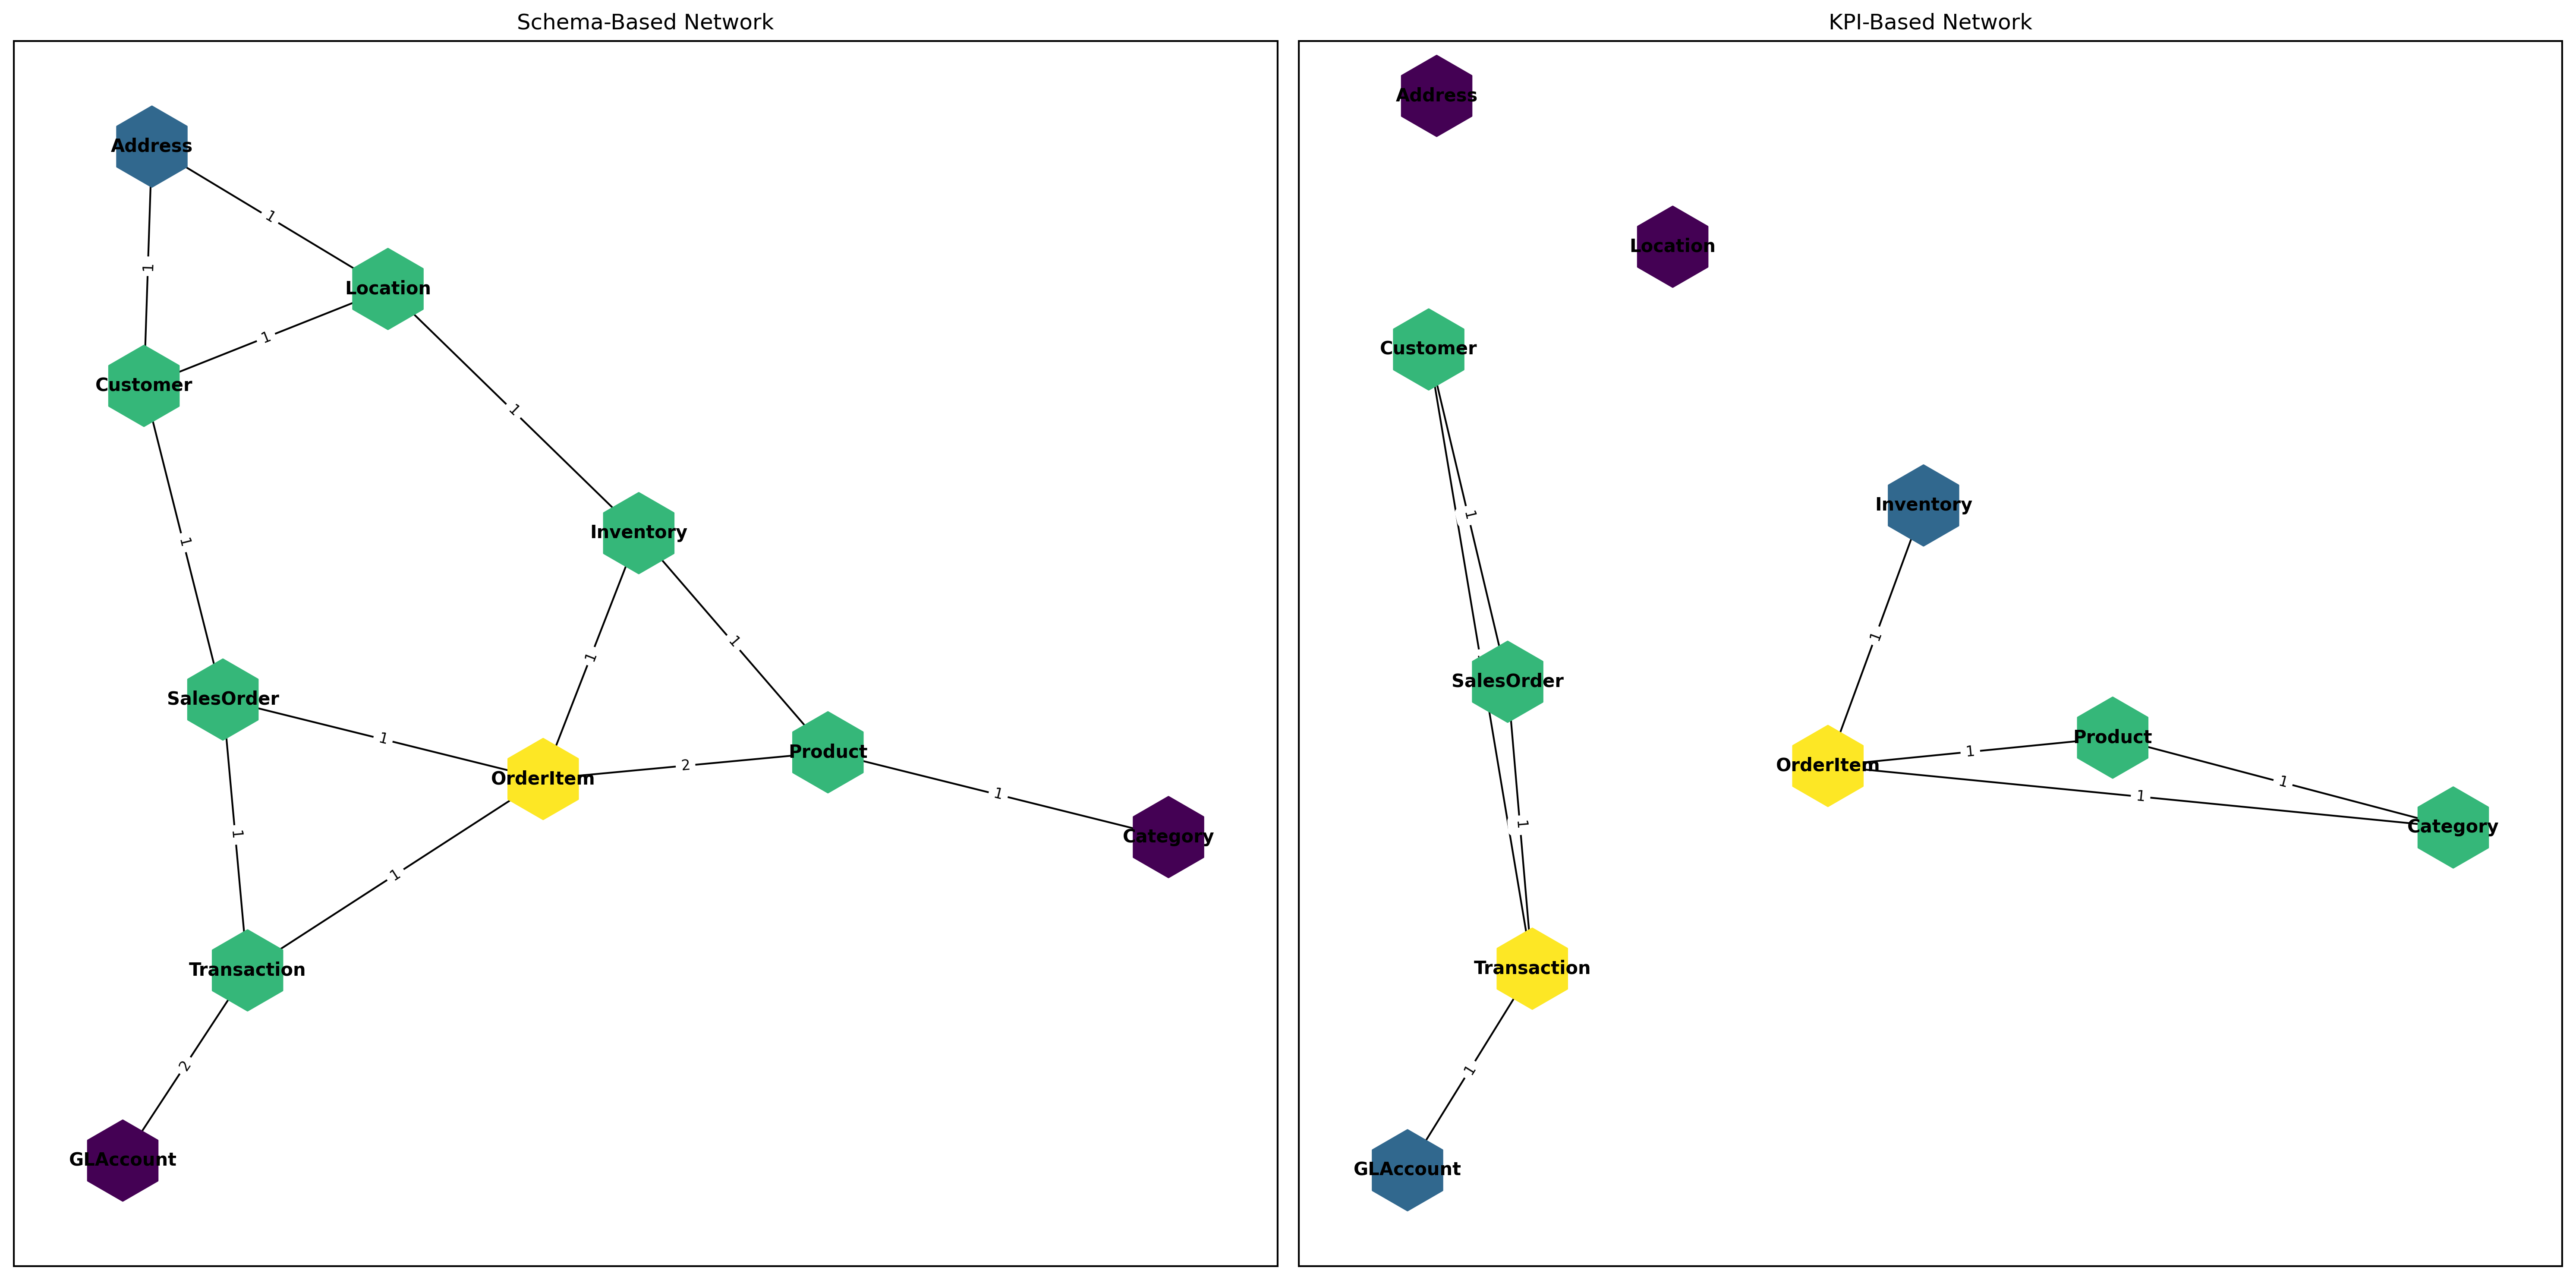 Schema-Based Network
Address
1
1
Location
1
Customer
1
1
Inventory
1
1
SalesOrder
1
OrderItem
2
Product
1
Category
1
1
Transaction
2
GLAccount
KPI-Based Network
Address
Location
Customer
Inventory
1
1
SalesOrder
OrderItem
1
Product
1
1
Category
1
Transaction
1
GLAccount